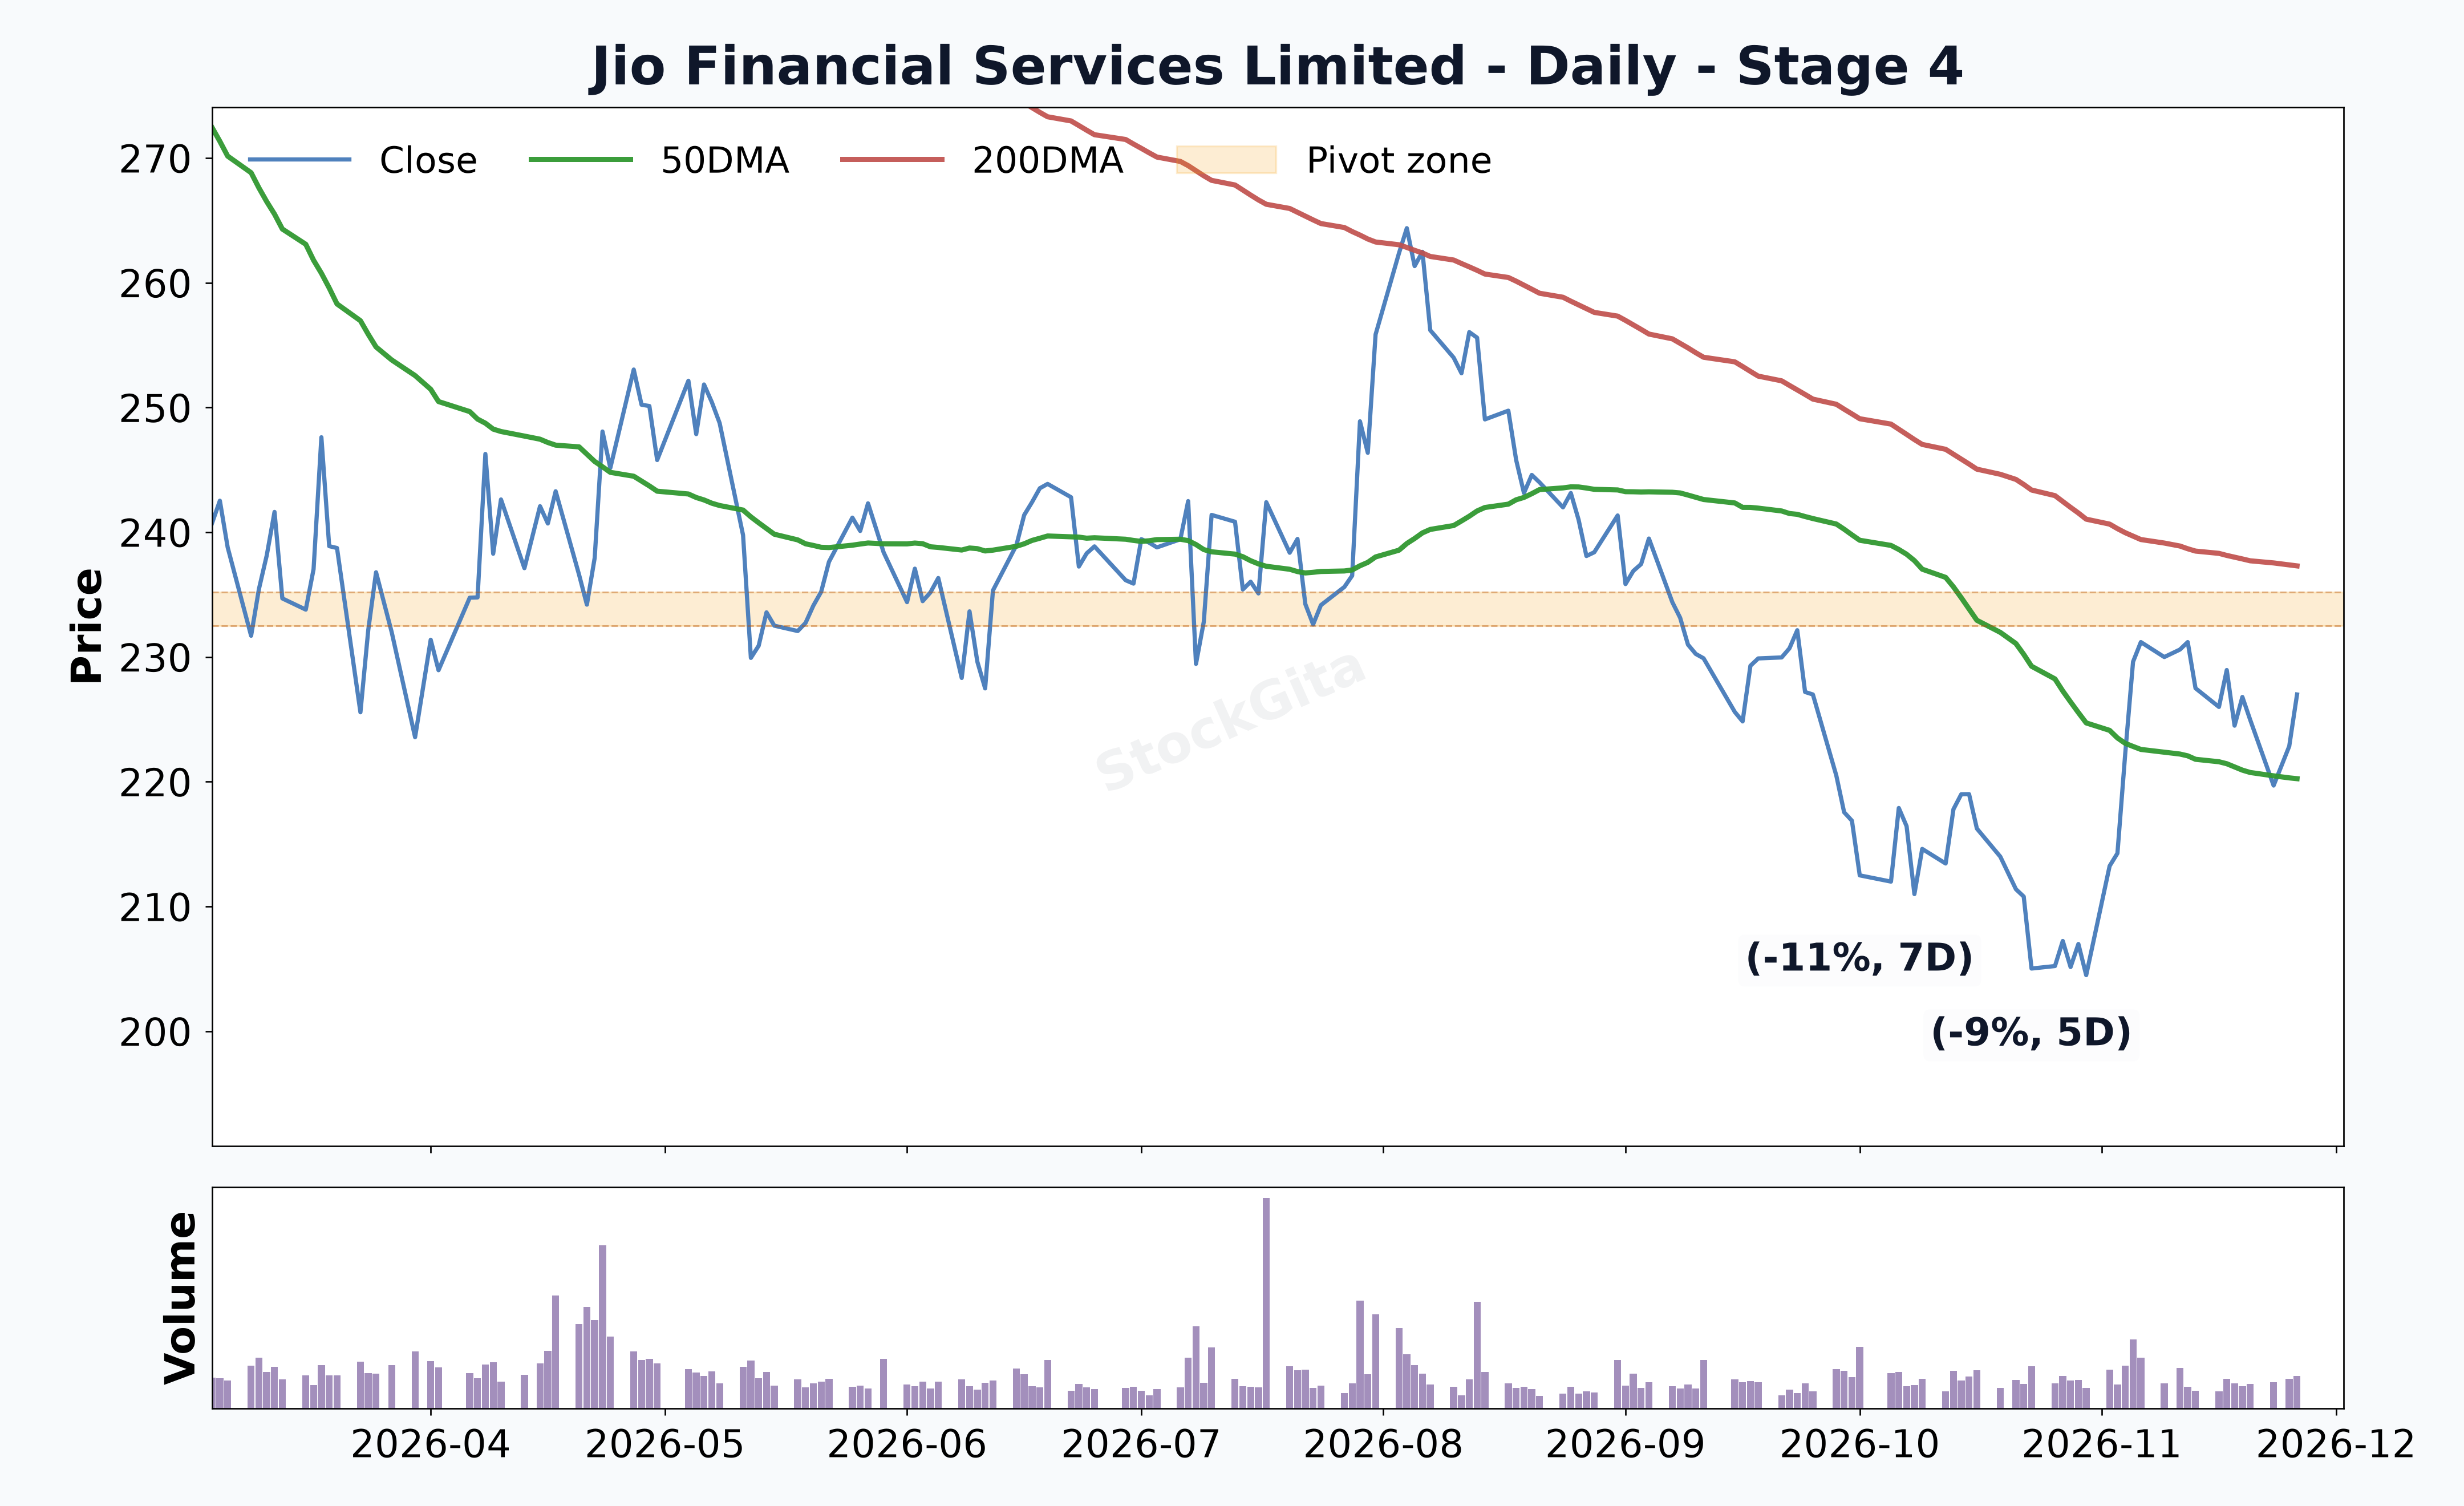 Jio Financial Services Limited - Daily - Stage 4
Close 50DMA 200DMA Pivot zone
270
260
250
240
230
220
210
200
Price
StockGita
(-11%, 7D)
(-9%, 5D)
Volume
2026-04 2026-05 2026-06 2026-07 2026-08 2026-09 2026-10 2026-11 2026-12